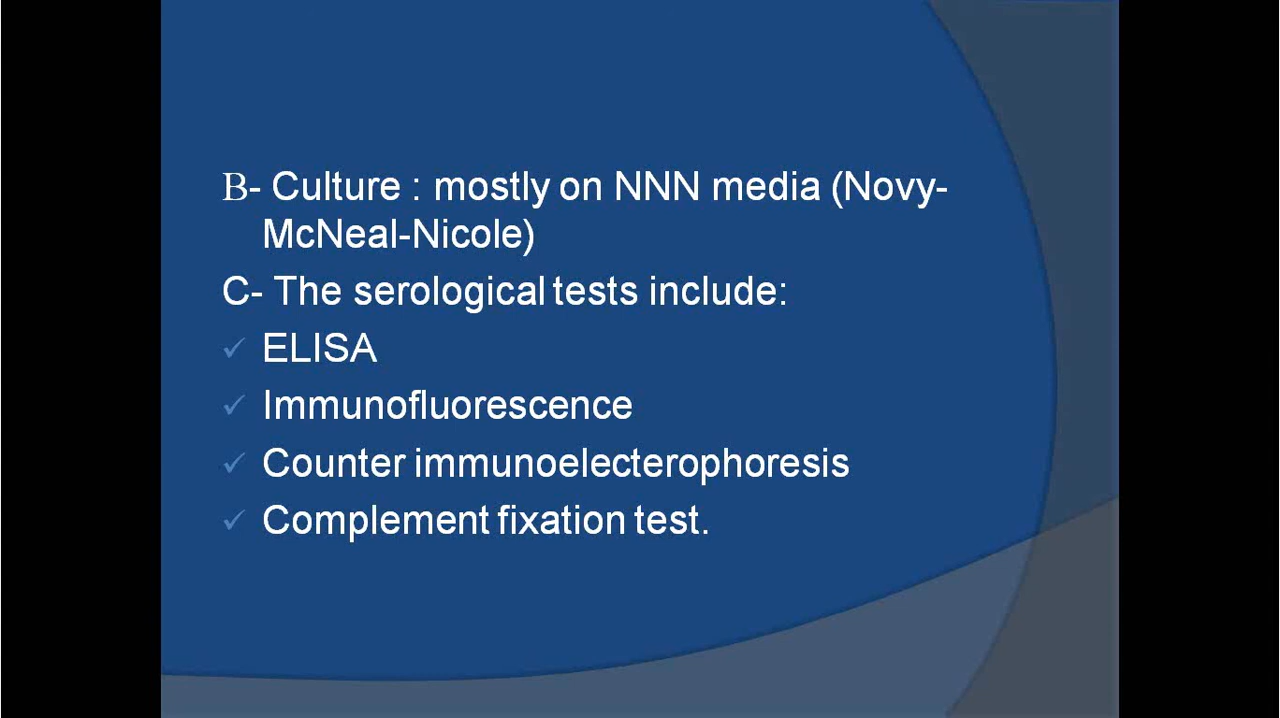 B- Culture : mostly on NNN media (Novy-
McNeal-Nicole)
C- The serological tests include:
✓ ELISA
✓ Immunofluorescence
✓ Counter immunoelecterophoresis
✓ Complement fixation test.